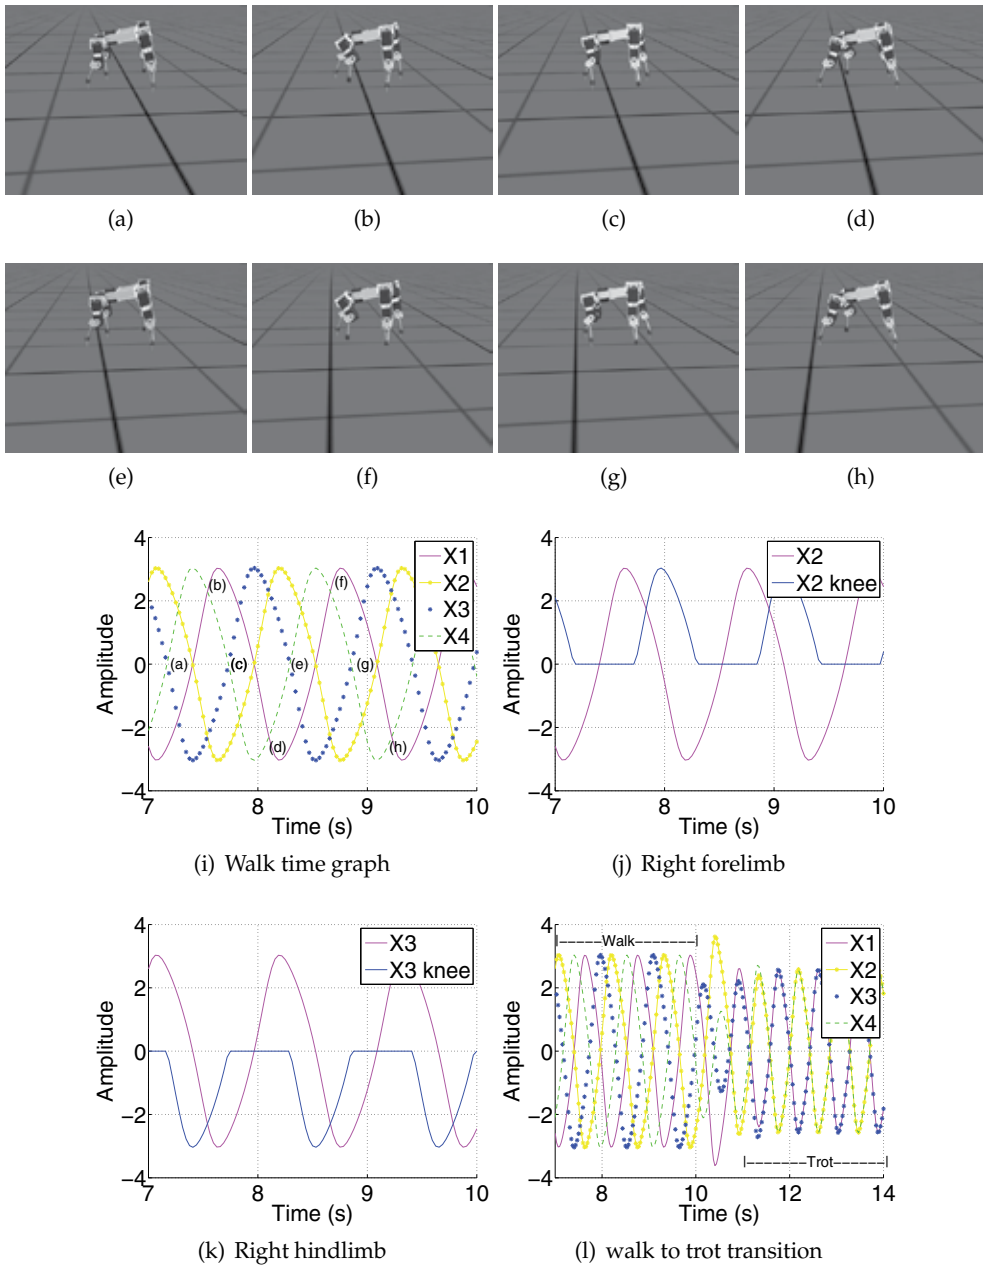 (a)
(b)
(c)
(d)
(e)
(f)
(g)
(h)
4
2
0
−2
−4
Amplitude
7
8
9
10
Time (s)
X1
X2
X3
X4
(a)
(b)
(c)
(d)
(e)
(f)
(g)
(h)
(i) Walk time graph
4
2
0
−2
−4
Amplitude
7
8
9
10
Time (s)
X2
X2 knee
(j) Right forelimb
4
2
0
−2
−4
Amplitude
7
8
9
10
Time (s)
X3
X3 knee
(k) Right hindlimb
4
2
0
−2
−4
Amplitude
8
10
12
14
Time (s)
Walk
X1
X2
X3
X4
Trot
(l) walk to trot transition